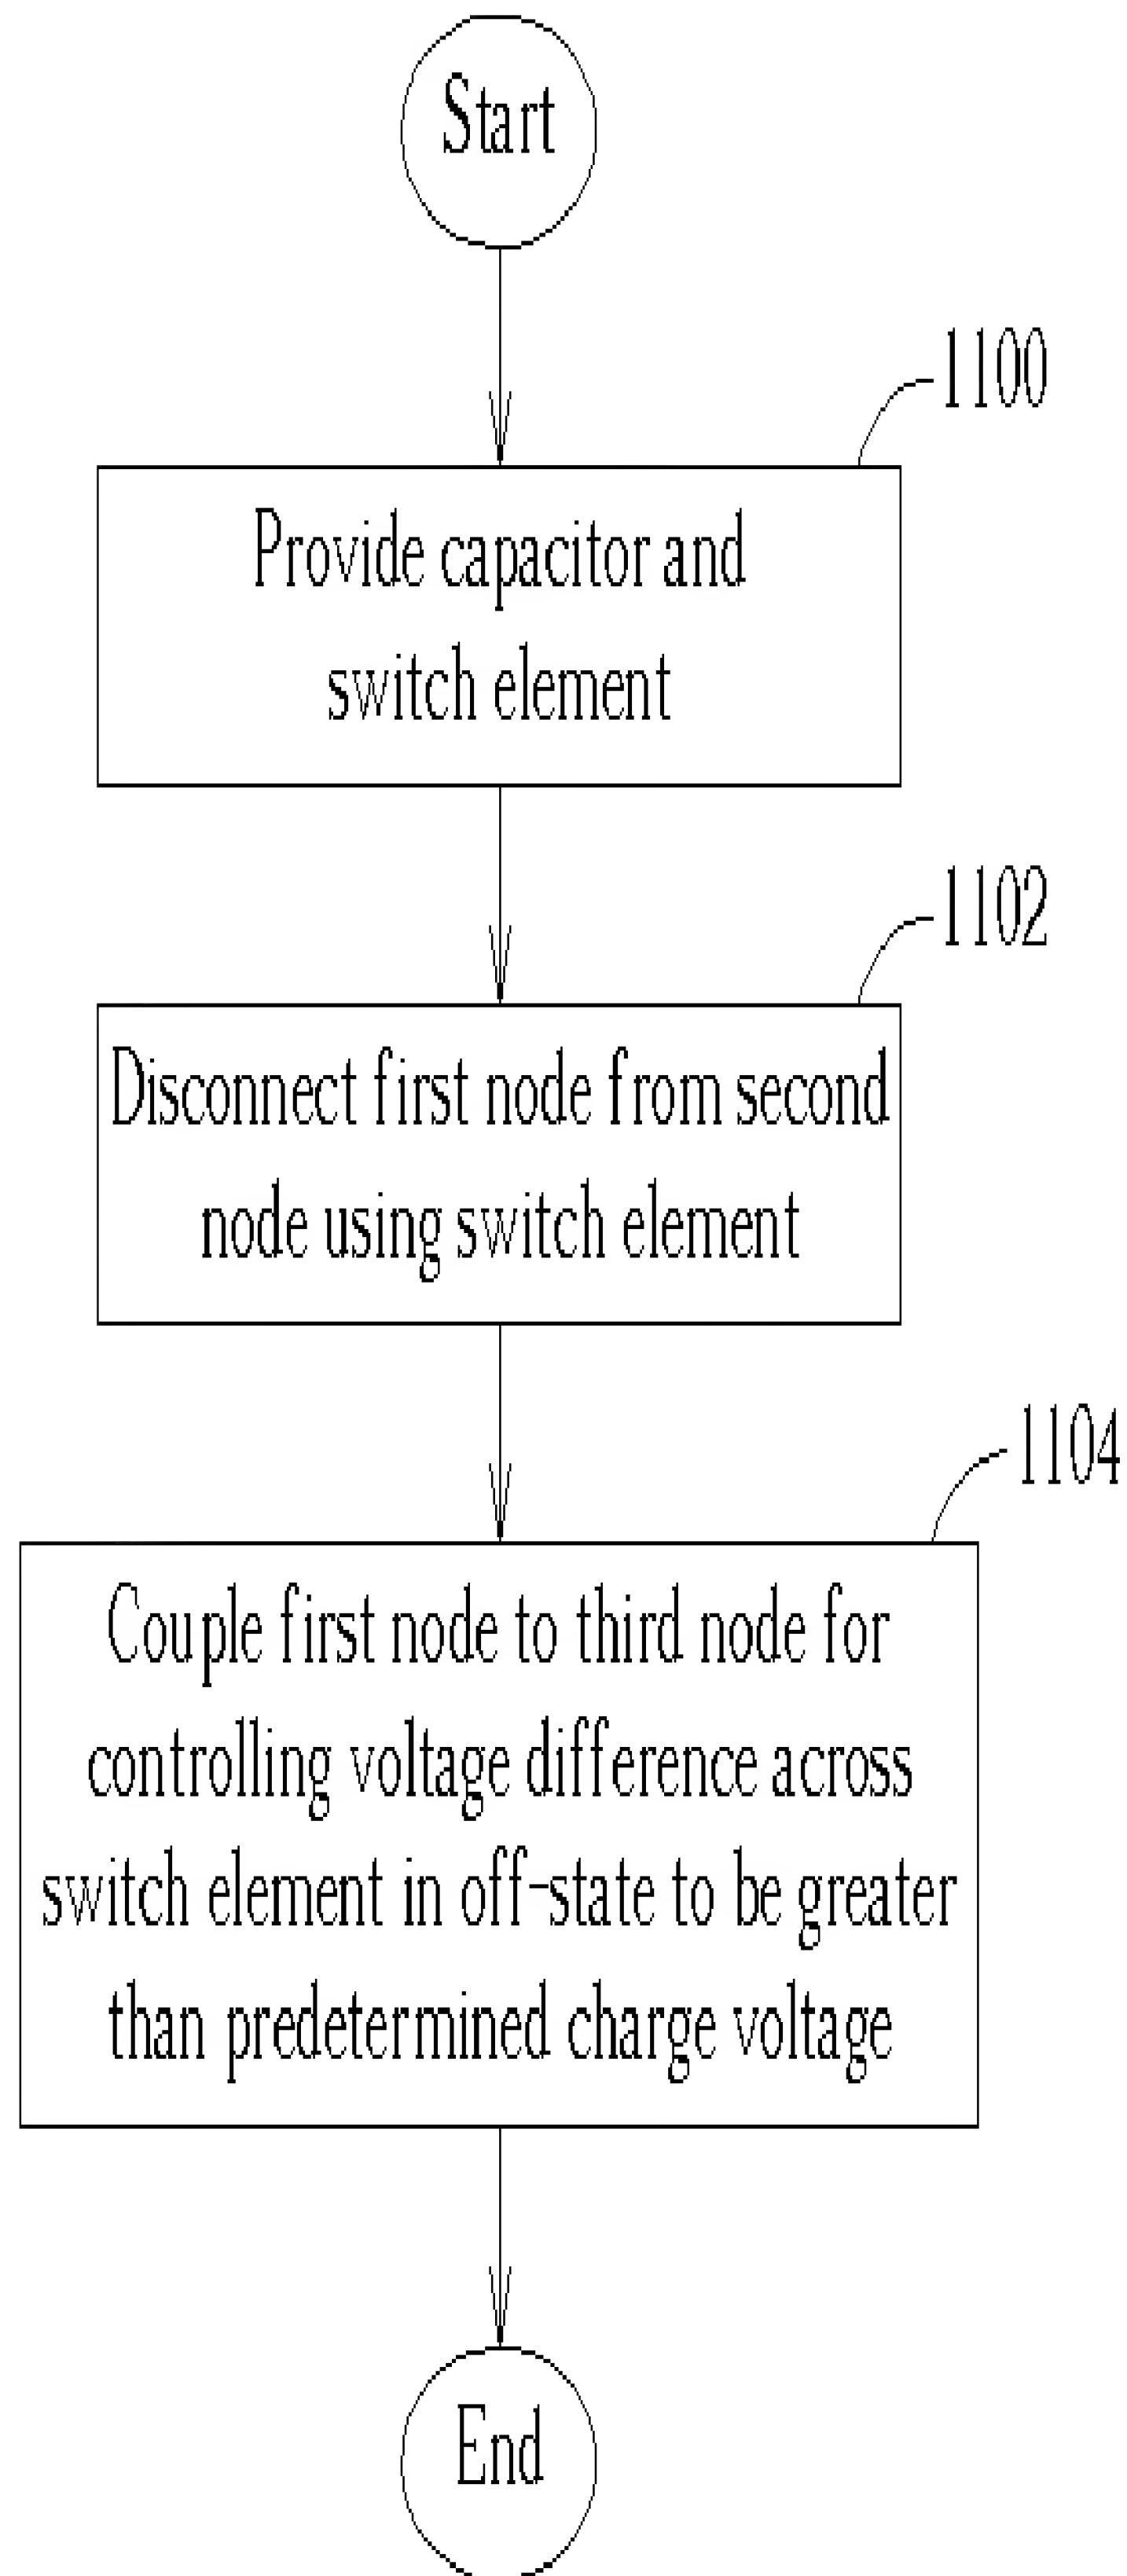 Start
1100
Provide capacitor and
switch element
1102
Disconnect first node from second
node using switch element
1104
Couple first node to third node for
controlling voltage difference across
switch element in off-state to be greater
than predetermined charge voltage
End